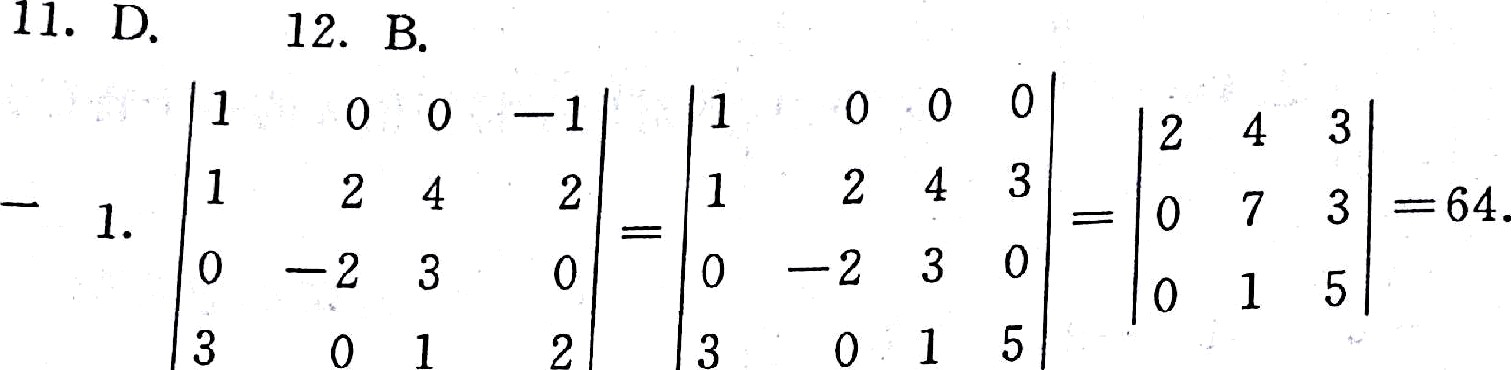 11. D. 12. B.
1 0 0 −1 1 0 0 0
2 4 3
1 2 4 2 1 2 4 3
— 1. = = 0 7 3 =64.
0 −2 3 0 0 −2 3 0
0 1 5
3 0 1 2 3 0 1 5